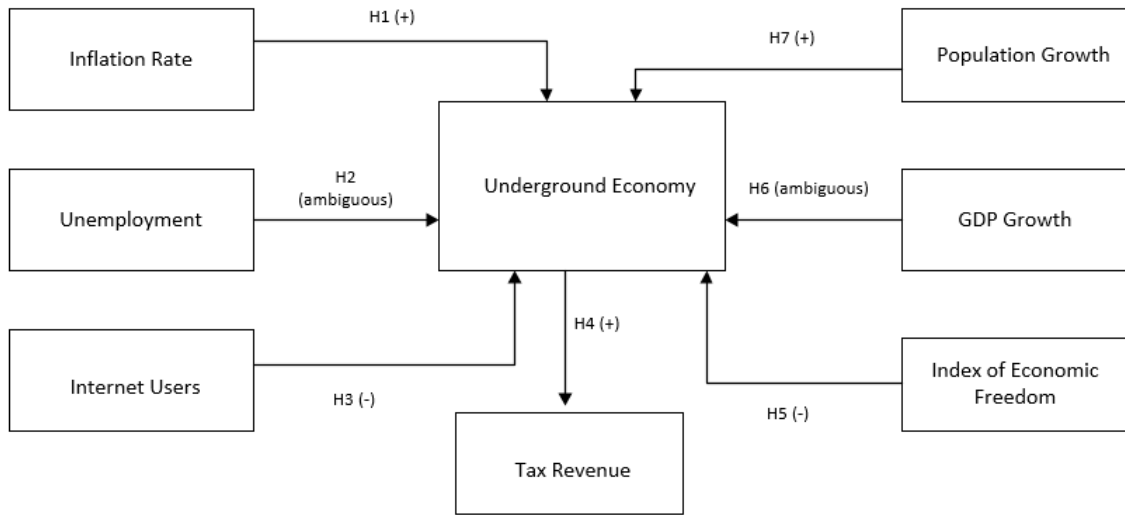 H1 (+)
Inflation Rate
H7 (+)
Population Growth
H2
(ambiguous)
Unemployment
Underground Economy
H6 (ambiguous)
GDP Growth
H4 (+)
Internet Users
H3 (-)
Index of Economic
Freedom
H5 (-)
Tax Revenue